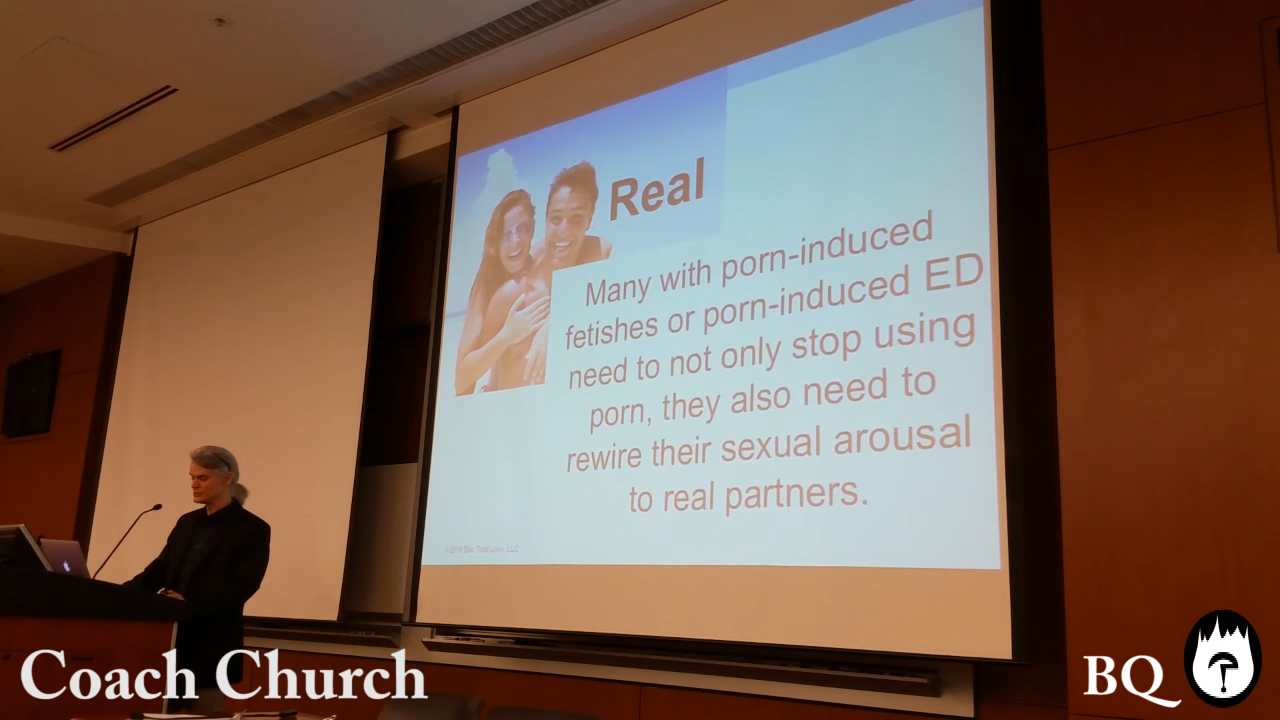 Real
Many with porn-induced
fetishes or porn-induced ED
need to not only stop using
porn, they also need to
rewire their sexual arousal
to real partners.
LLC
Coach Church
BQ